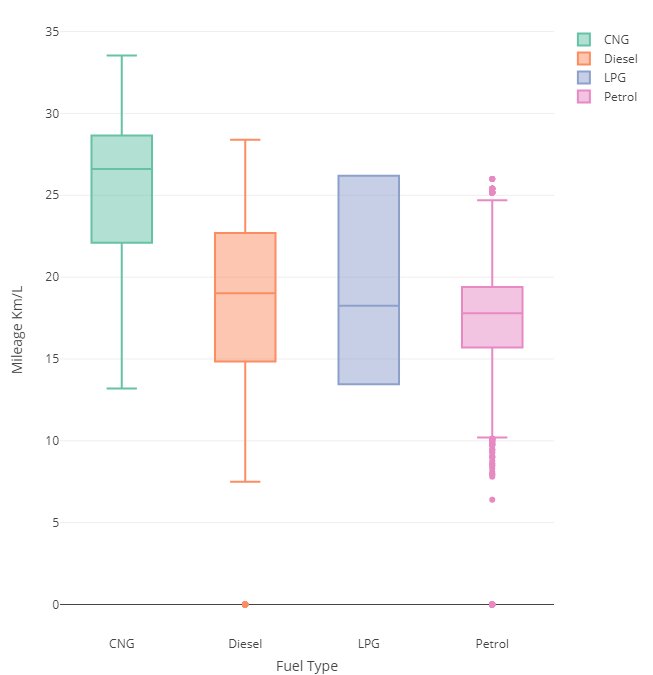 35
30
25
20
15
10
5
0
Mileage Km/L
CNG
Diesel
LPG
Petrol
Fuel Type
CNG
Diesel
LPG
Petrol